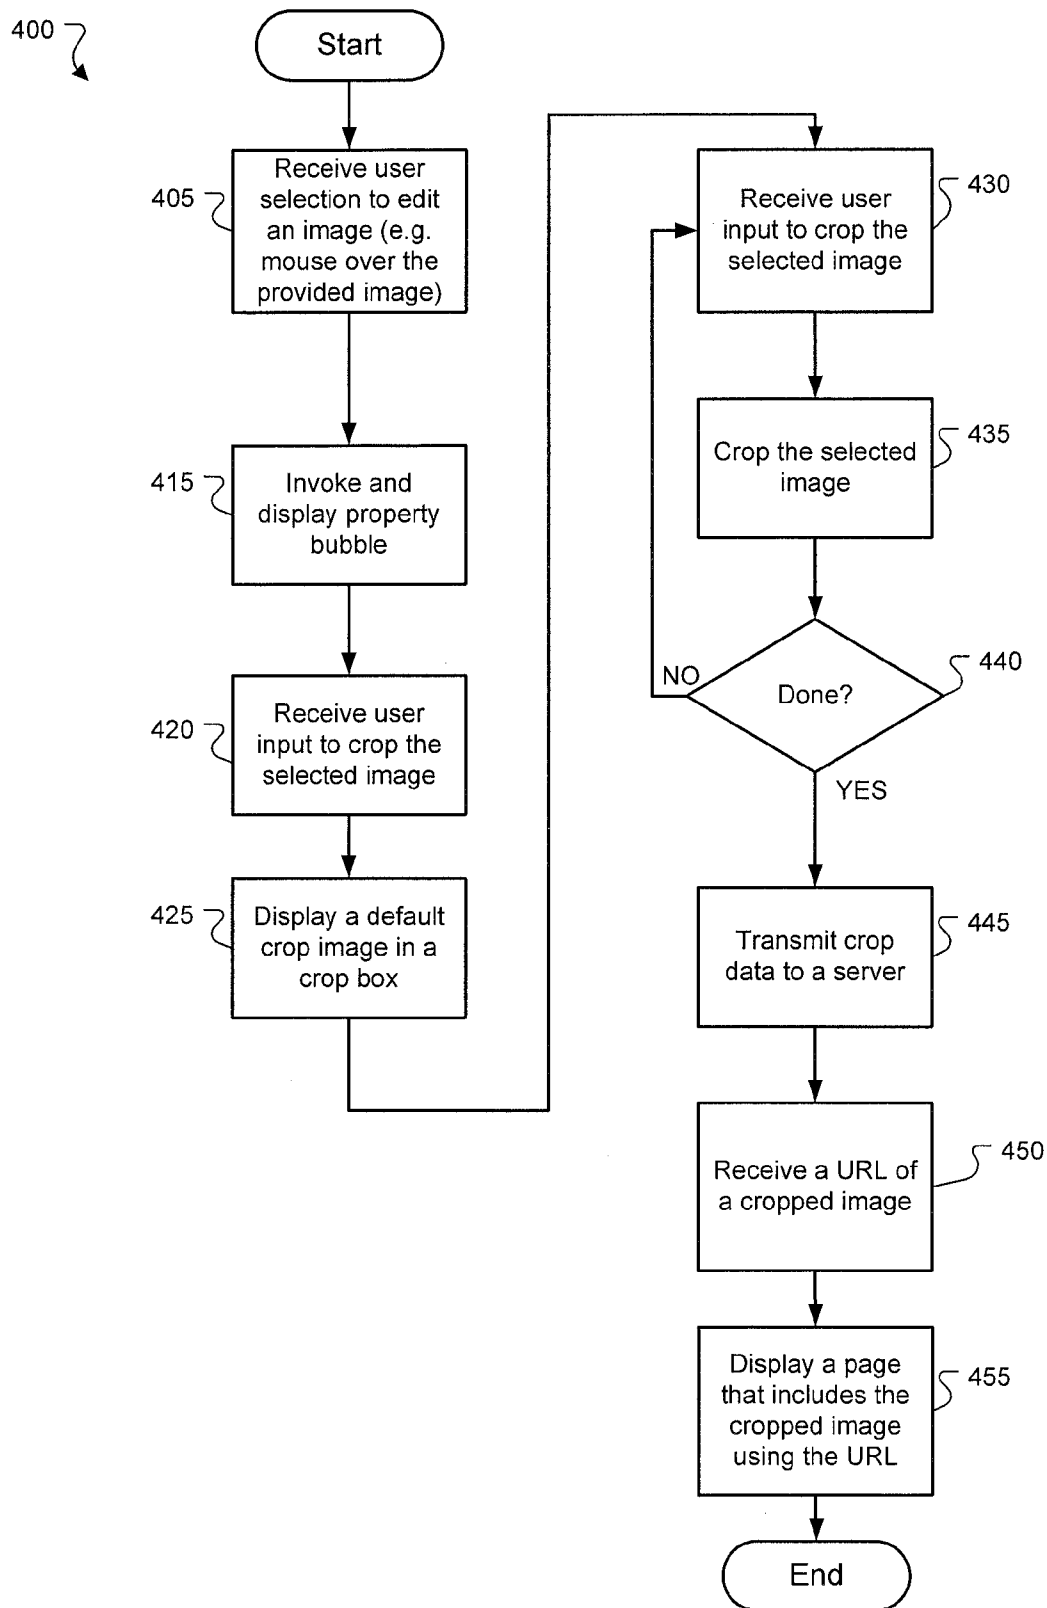 400
Start
405
Receive user
selection to edit
an image (e.g.
mouse over the
provided image)
415
Invoke and
display property
bubble
420
Receive user
input to crop the
selected image
425
Display a default
crop image in a
crop box
430
Receive user
input to crop the
selected image
435
Crop the selected
image
440
Done?
NO
YES
445
Transmit crop
data to a server
450
Receive a URL of
a cropped image
455
Display a page
that includes the
cropped image
using the URL
End